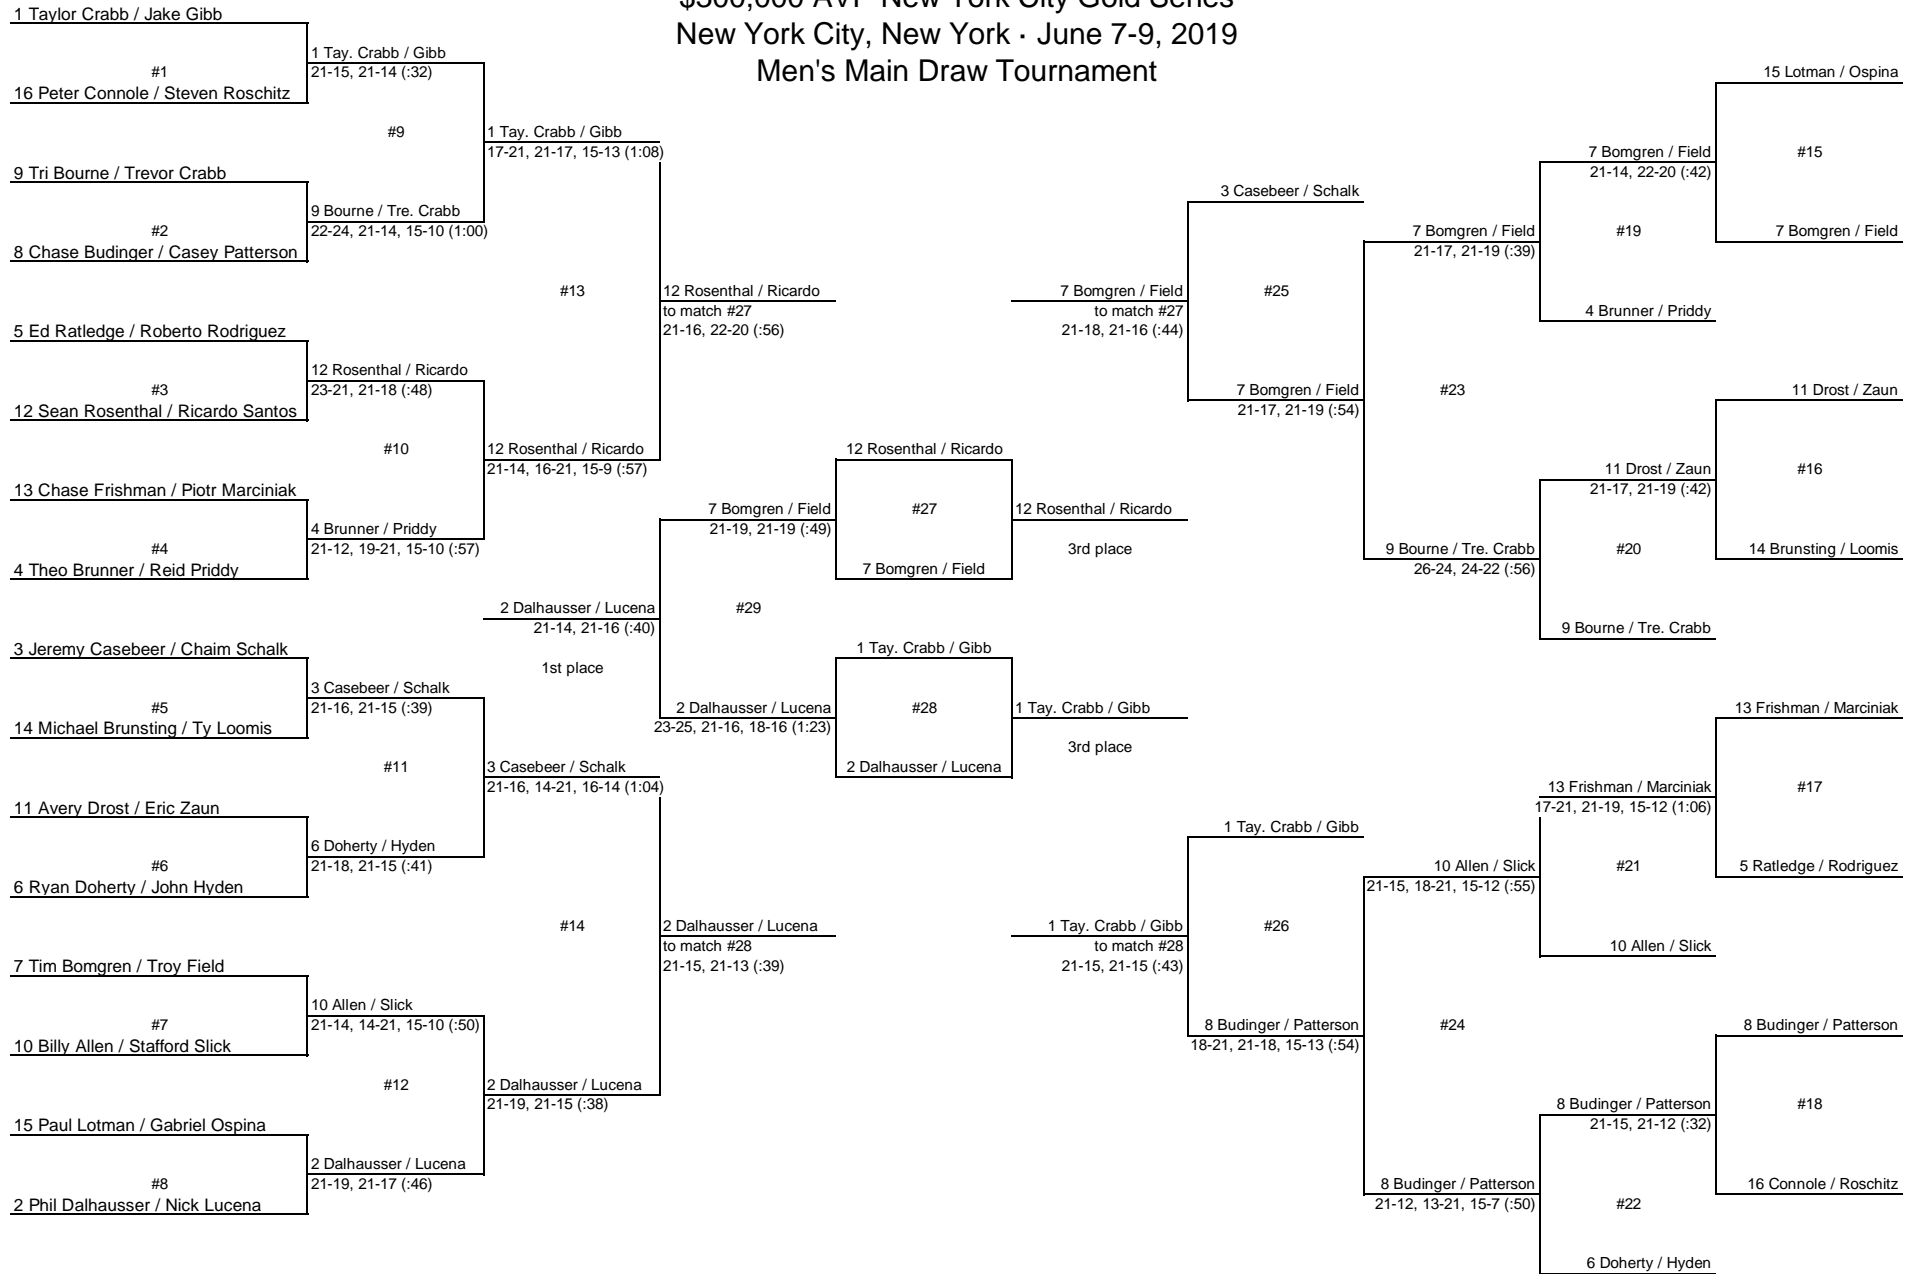 $300,000 AVP New York City Gold Series
New York City, New York · June 7-9, 2019
Men's Main Draw Tournament
1 Taylor Crabb / Jake Gibb
#1
16 Peter Connole / Steven Roschitz
9 Tri Bourne / Trevor Crabb
#2
8 Chase Budinger / Casey Patterson
5 Ed Ratledge / Roberto Rodriguez
#3
12 Sean Rosenthal / Ricardo Santos
13 Chase Frishman / Piotr Marciniak
#4
4 Theo Brunner / Reid Priddy
3 Jeremy Casebeer / Chaim Schalk
#5
14 Michael Brunsting / Ty Loomis
11 Avery Drost / Eric Zaun
#6
6 Ryan Doherty / John Hyden
7 Tim Bomgren / Troy Field
#7
10 Billy Allen / Stafford Slick
15 Paul Lotman / Gabriel Ospina
#8
2 Phil Dalhausser / Nick Lucena
1 Tay. Crabb / Gibb
21-15, 21-14 (:32)
#9
9 Bourne / Tre. Crabb
22-24, 21-14, 15-10 (1:00)
12 Rosenthal / Ricardo
23-21, 21-18 (:48)
#10
4 Brunner / Priddy
21-12, 19-21, 15-10 (:57)
3 Casebeer / Schalk
21-16, 21-15 (:39)
#11
6 Doherty / Hyden
21-18, 21-15 (:41)
10 Allen / Slick
21-14, 14-21, 15-10 (:50)
#12
2 Dalhausser / Lucena
21-19, 21-17 (:46)
1 Tay. Crabb / Gibb
17-21, 21-17, 15-13 (1:08)
#13
12 Rosenthal / Ricardo
21-14, 16-21, 15-9 (:57)
3 Casebeer / Schalk
21-16, 14-21, 16-14 (1:04)
#14
2 Dalhausser / Lucena
21-19, 21-15 (:38)
12 Rosenthal / Ricardo
to match #27
21-16, 22-20 (:56)
2 Dalhausser / Lucena
to match #28
21-15, 21-13 (:39)
2 Dalhausser / Lucena
21-14, 21-16 (:40)
1st place
7 Bomgren / Field
21-19, 21-19 (:49)
#29
2 Dalhausser / Lucena
23-25, 21-16, 18-16 (1:23)
12 Rosenthal / Ricardo
#27
7 Bomgren / Field
1 Tay. Crabb / Gibb
#28
2 Dalhausser / Lucena
12 Rosenthal / Ricardo
3rd place
1 Tay. Crabb / Gibb
3rd place
7 Bomgren / Field
to match #27
21-18, 21-16 (:44)
1 Tay. Crabb / Gibb
to match #28
21-15, 21-15 (:43)
3 Casebeer / Schalk
#25
7 Bomgren / Field
21-17, 21-19 (:54)
1 Tay. Crabb / Gibb
#26
8 Budinger / Patterson
18-21, 21-18, 15-13 (:54)
7 Bomgren / Field
21-17, 21-19 (:39)
#23
9 Bourne / Tre. Crabb
26-24, 24-22 (:56)
10 Allen / Slick
21-15, 18-21, 15-12 (:55)
#24
8 Budinger / Patterson
21-12, 13-21, 15-7 (:50)
7 Bomgren / Field
21-14, 22-20 (:42)
#19
4 Brunner / Priddy
11 Drost / Zaun
21-17, 21-19 (:42)
#20
9 Bourne / Tre. Crabb
13 Frishman / Marciniak
17-21, 21-19, 15-12 (1:06)
#21
10 Allen / Slick
8 Budinger / Patterson
21-15, 21-12 (:32)
#22
6 Doherty / Hyden
15 Lotman / Ospina
#15
7 Bomgren / Field
11 Drost / Zaun
#16
14 Brunsting / Loomis
13 Frishman / Marciniak
#17
5 Ratledge / Rodriguez
8 Budinger / Patterson
#18
16 Connole / Roschitz